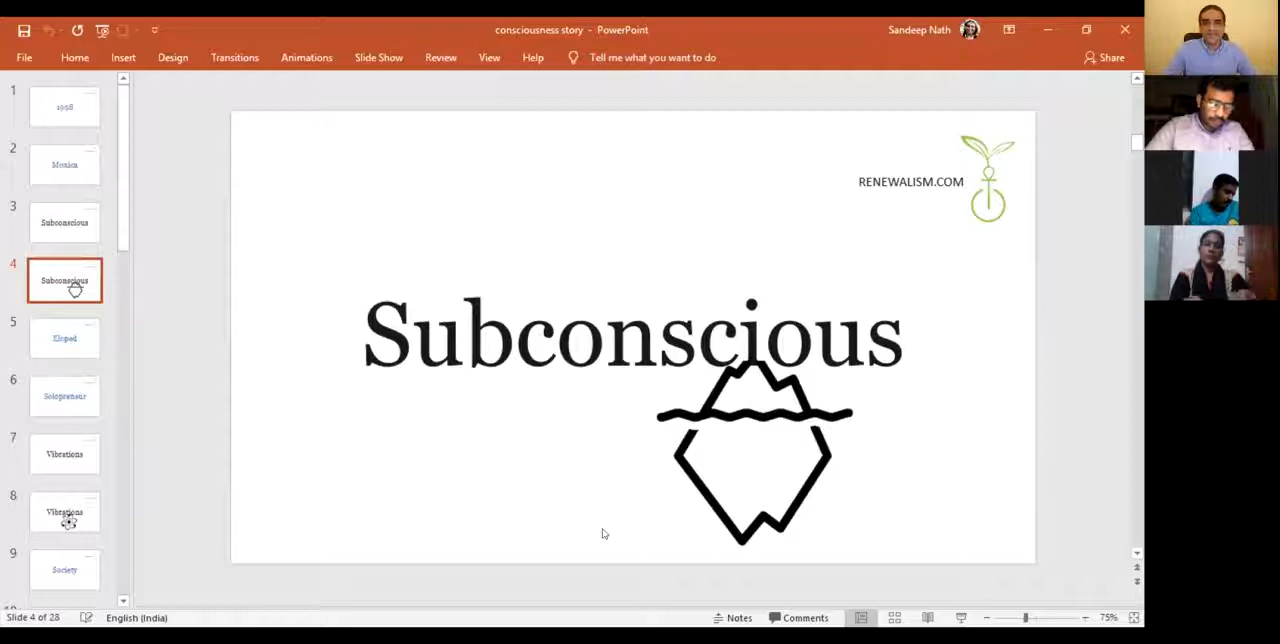 consciousness story - PowerPoint
Sandeep Nath
File Home Insert Design Transitions Animations Slide Show Review View Help Tell me what you want to do Share
1
1998
2
Monica
3
Subconscious
4
Subconscious
5
Eloped
6
Solopreneur
7
Vibrations
8
Vibrations
9
Society
RENEWALISM.COM
Subconscious
Slide 4 of 28 English (India) Notes Comments 75%